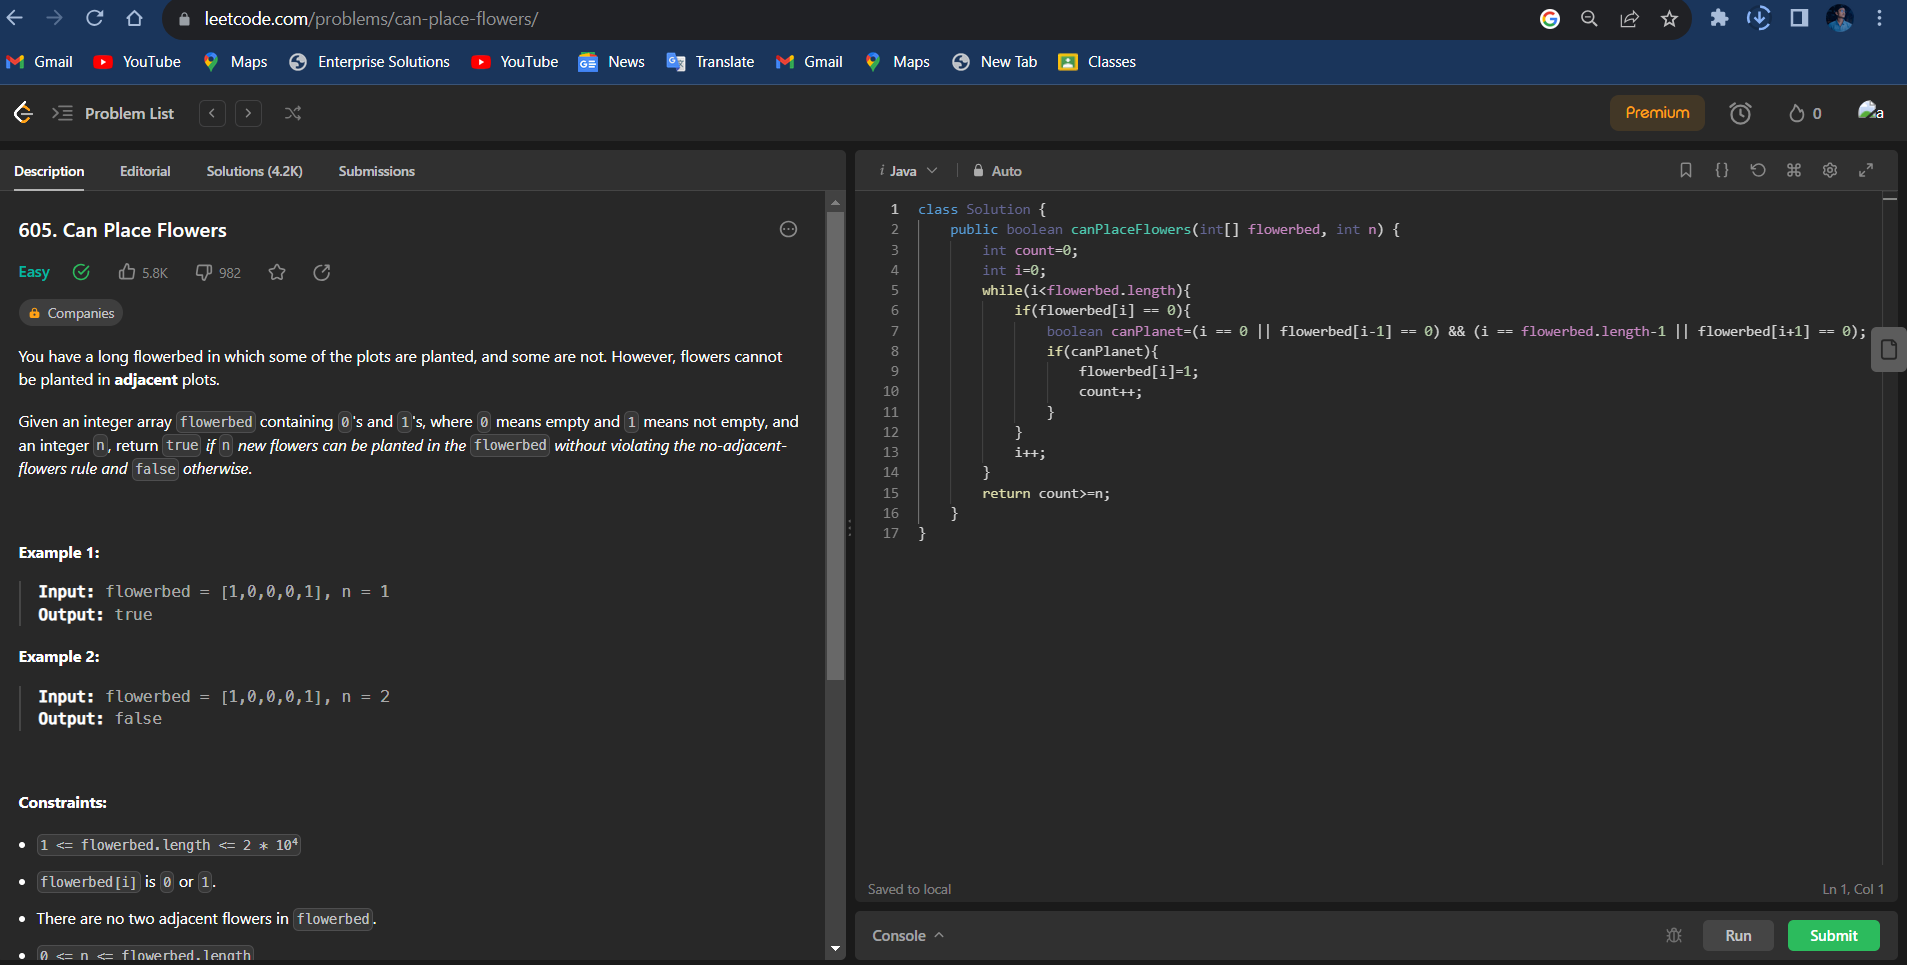 leetcode.com/problems/can-place-flowers/
Gmail YouTube Maps Enterprise Solutions YouTube News Translate Gmail Maps New Tab Classes
Problem List
Premium 0 a
Description Editorial Solutions (4.2K) Submissions
605. Can Place Flowers
Easy 5.8K 982
Companies
You have a long flowerbed in which some of the plots are planted, and some are not. However, flowers cannot
be planted in adjacent plots.
Given an integer array flowerbed containing 0's and 1's, where 0 means empty and 1 means not empty, and
an integer n, return true if n new flowers can be planted in the flowerbed without violating the no-adjacent-
flowers rule and false otherwise.
Example 1:
Input: flowerbed = [1,0,0,0,1], n = 1
Output: true
Example 2:
Input: flowerbed = [1,0,0,0,1], n = 2
Output: false
Constraints:
• 1 <= flowerbed.length <= 2 * 10⁴
• flowerbed[i] is 0 or 1.
• There are no two adjacent flowers in flowerbed.
• 0 <= n <= flowerbed.length
i Java Auto
1 class Solution {
2 public boolean canPlaceFlowers(int[] flowerbed, int n) {
3 int count=0;
4 int i=0;
5 while(i<flowerbed.length){
6 if(flowerbed[i] == 0){
7 boolean canPlanet=(i == 0 || flowerbed[i-1] == 0) && (i == flowerbed.length-1 || flowerbed[i+1] == 0);
8 if(canPlanet){
9 flowerbed[i]=1;
10 count++;
11 }
12 }
13 i++;
14 }
15 return count>=n;
16 }
17 }
Saved to local Ln 1, Col 1
Console Run Submit